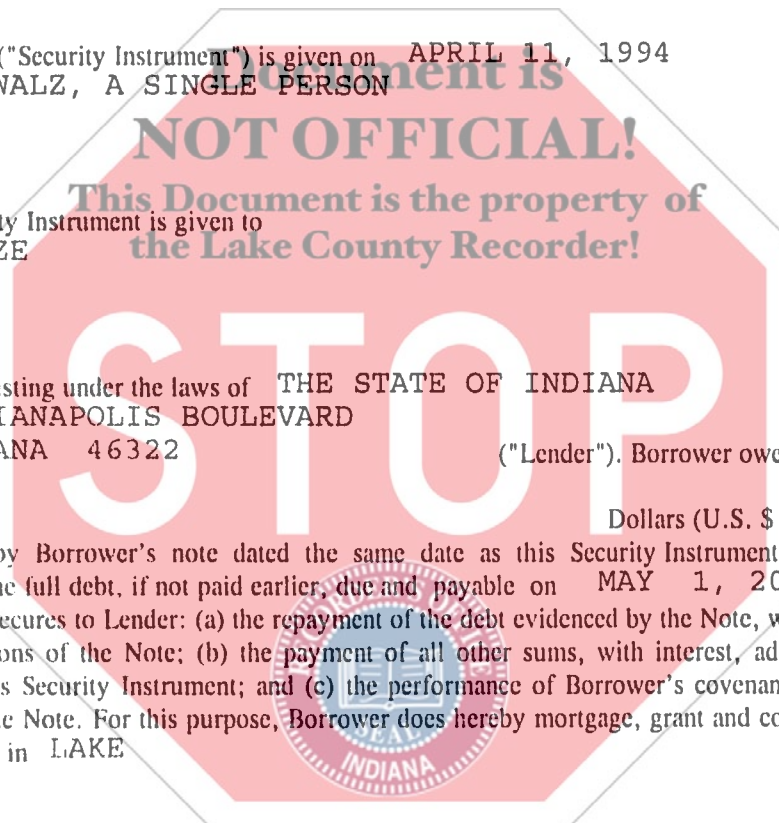 ("Security Instrument") is given on APRIL 11, 1994
WALZ, A SINGLE PERSON
Document is
NOT OFFICIAL!
This Document is the property of
the Lake County Recorder!
ty Instrument is given to
ZE
STOP
sting under the laws of THE STATE OF INDIANA
IANAPOLIS BOULEVARD
ANA 46322 ("Lender"). Borrower owe
Dollars (U.S. $
by Borrower's note dated the same date as this Security Instrument
he full debt, if not paid earlier, due and payable on MAY 1, 20
ecures to Lender: (a) the repayment of the debt evidenced by the Note, w
ons of the Note; (b) the payment of all other sums, with interest, ad
s Security Instrument; and (c) the performance of Borrower's covenan
e Note. For this purpose, Borrower does hereby mortgage, grant and co
in LAKE
RECORDER'S OFFICE
SEAL
INDIANA